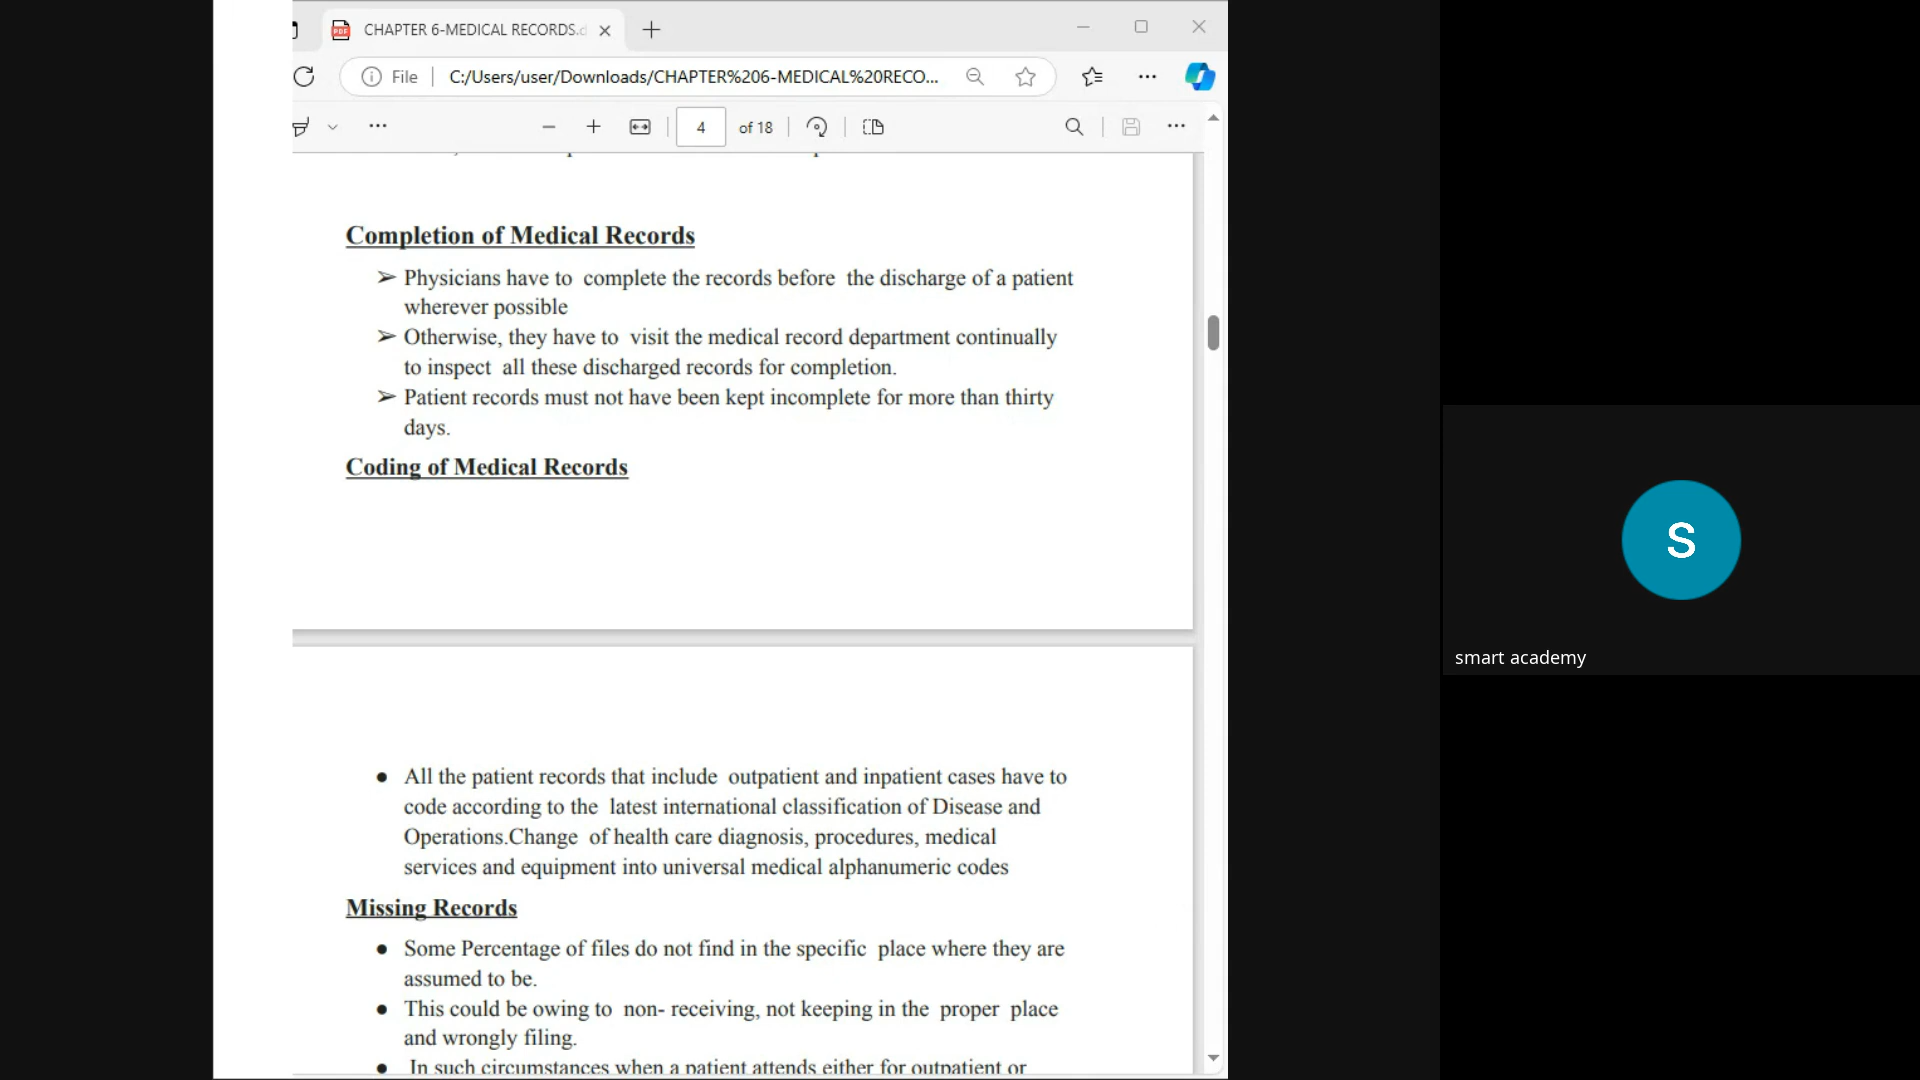 CHAPTER 6-MEDICAL RECORDS.d
File
C:/Users/user/Downloads/CHAPTER%206-MEDICAL%20RECO...
4 of 18
Completion of Medical Records
➢ Physicians have to complete the records before the discharge of a patient
wherever possible
➢ Otherwise, they have to visit the medical record department continually
to inspect all these discharged records for completion.
➢ Patient records must not have been kept incomplete for more than thirty
days.
Coding of Medical Records
● All the patient records that include outpatient and inpatient cases have to
code according to the latest international classification of Disease and
Operations.Change of health care diagnosis, procedures, medical
services and equipment into universal medical alphanumeric codes
Missing Records
● Some Percentage of files do not find in the specific place where they are
assumed to be.
● This could be owing to non- receiving, not keeping in the proper place
and wrongly filing.
● In such circumstances when a patient attends either for outpatient or
S
smart academy